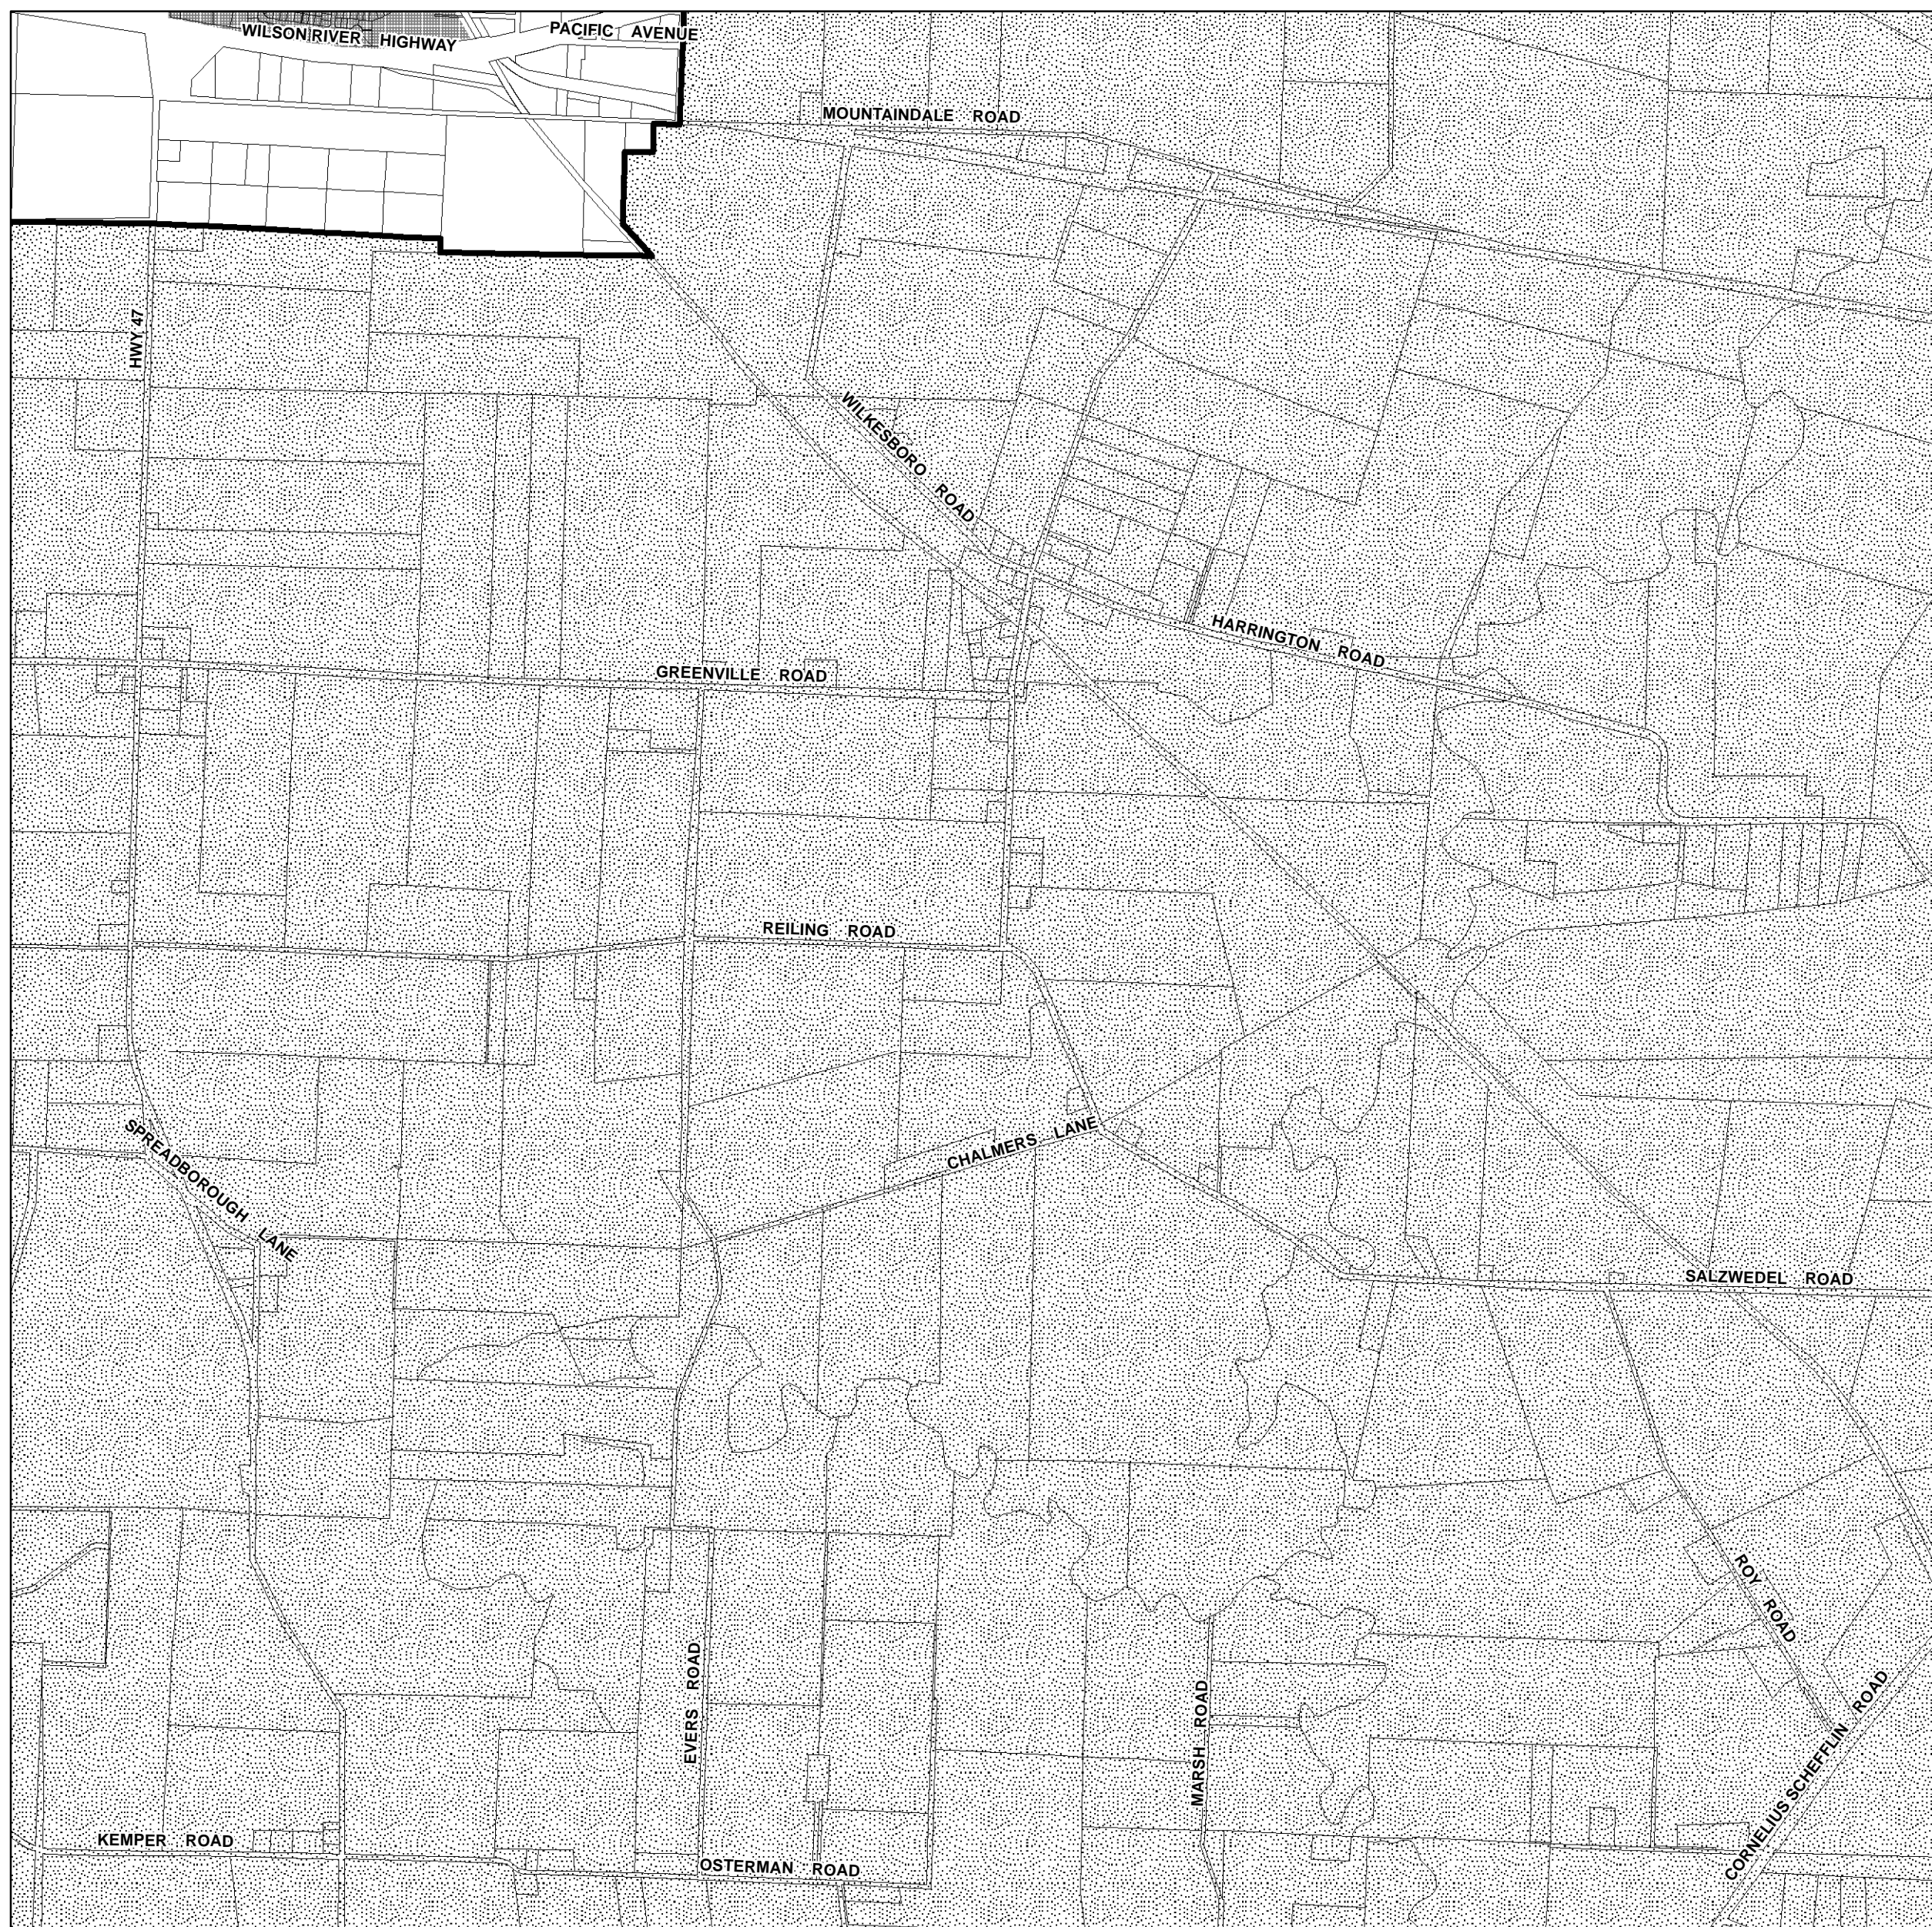 WILSON RIVER HIGHWAY
PACIFIC AVENUE
MOUNTAINDALE ROAD
HWY 47
WILKESBORO ROAD
HARRINGTON ROAD
GREENVILLE ROAD
REILING ROAD
CHALMERS LANE
SPREADBOROUGH LANE
SALZWEDEL ROAD
ROY ROAD
EVERS ROAD
MARSH ROAD
CORNELIUS SCHEFFLIN ROAD
KEMPER ROAD
OSTERMAN ROAD